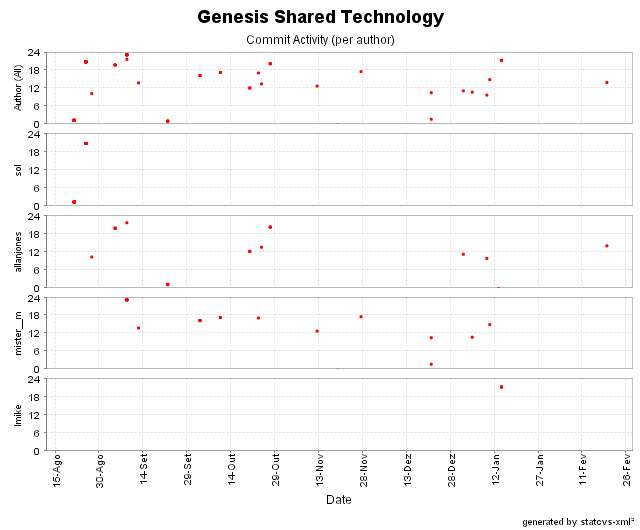 Genesis Shared Technology
Commit Activity (per author)
Author (All)
24
18
12
6
0
sol
24
18
12
6
0
allanjones
24
18
12
6
0
mister__m
24
18
12
6
0
lmike
24
18
12
6
0
15-Ago
30-Ago
14-Set
29-Set
14-Out
29-Out
13-Nov
28-Nov
13-Dez
28-Dez
12-Jan
27-Jan
11-Fev
26-Fev
Date
generated by statcvs-xml²